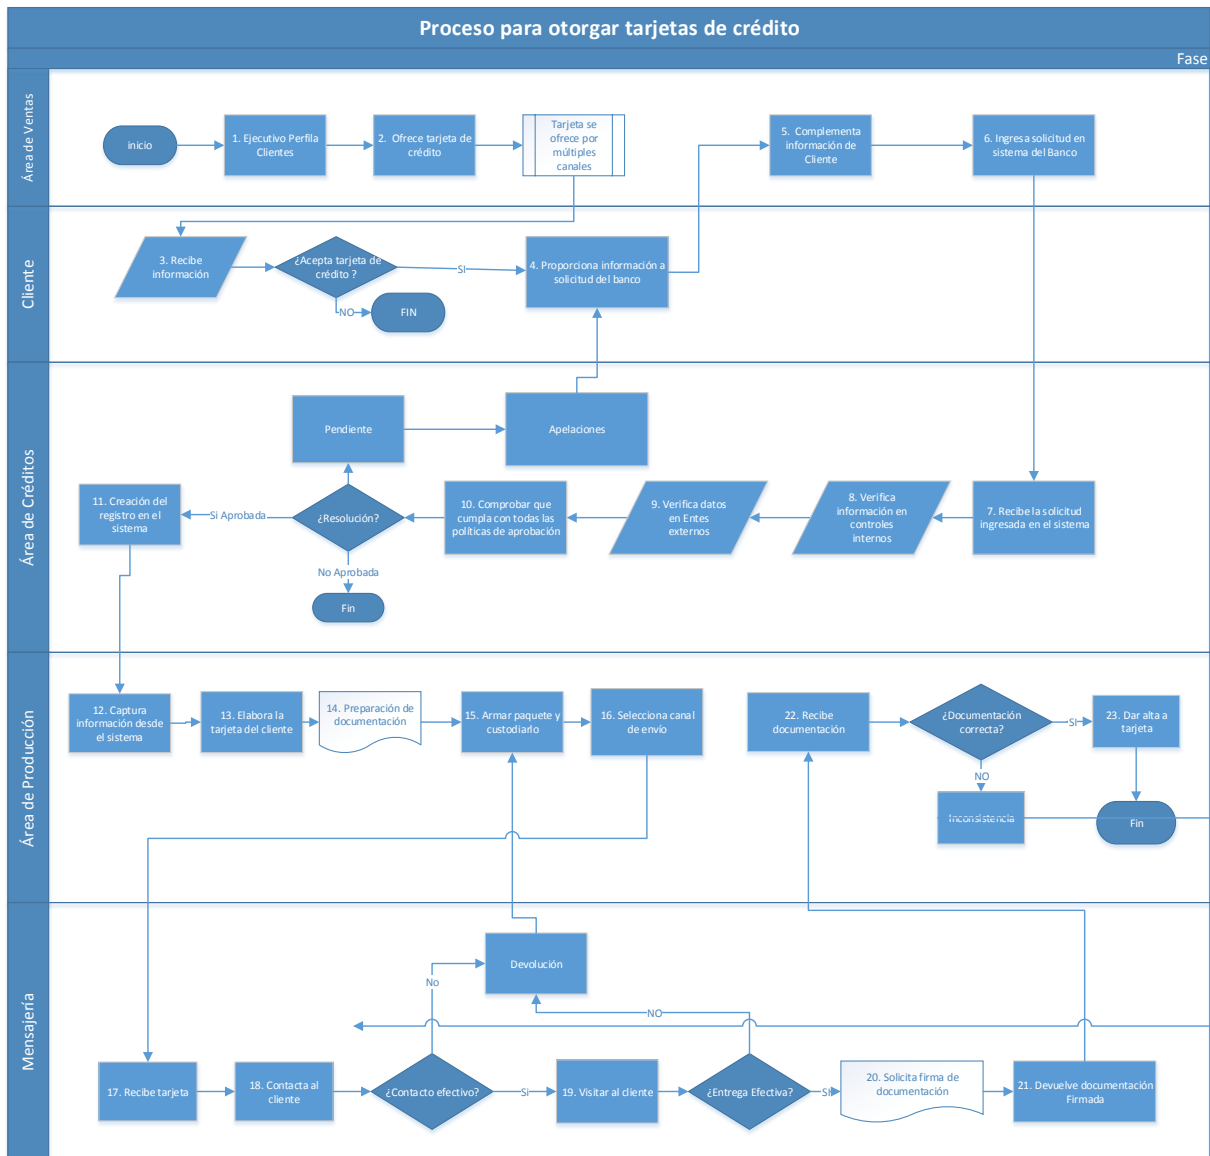 Proceso para otorgar tarjetas de crédito
Fase
Área de Ventas
inicio
1. Ejecutivo Perfila
Clientes
2. Ofrece tarjeta de
crédito
Tarjeta se
ofrece por
múltiples
canales
5. Complementa
información de
Cliente
6. Ingresa solicitud en
sistema del Banco
Cliente
3. Recibe
información
¿Acepta tarjeta de
crédito ?
SI
NO
FIN
4. Proporciona información a
solicitud del banco
Área de Créditos
Pendiente
Apelaciones
11. Creación del
registro en el
sistema
Si Aprobada
¿Resolución?
No Aprobada
Fin
10. Comprobar que
cumpla con todas las
políticas de aprobación
9. Verifica datos
en Entes
externos
8. Verifica
información en
controles
internos
7. Recibe la solicitud
ingresada en el sistema
Área de Producción
12. Captura
información desde
el sistema
13. Elabora la
tarjeta del cliente
14. Preparación de
documentación
15. Armar paquete y
custodiarlo
16. Selecciona canal
de envío
22. Recibe
documentación
¿Documentación
correcta?
SI
23. Dar alta a
tarjeta
NO
Inconsistencia
Fin
Mensajería
Devolución
No
NO
17. Recibe tarjeta
18. Contacta al
cliente
¿Contacto efectivo?
Si
19. Visitar al cliente
¿Entrega Efectiva?
SI
20. Solicita firma de
documentación
21. Devuelve documentación
Firmada